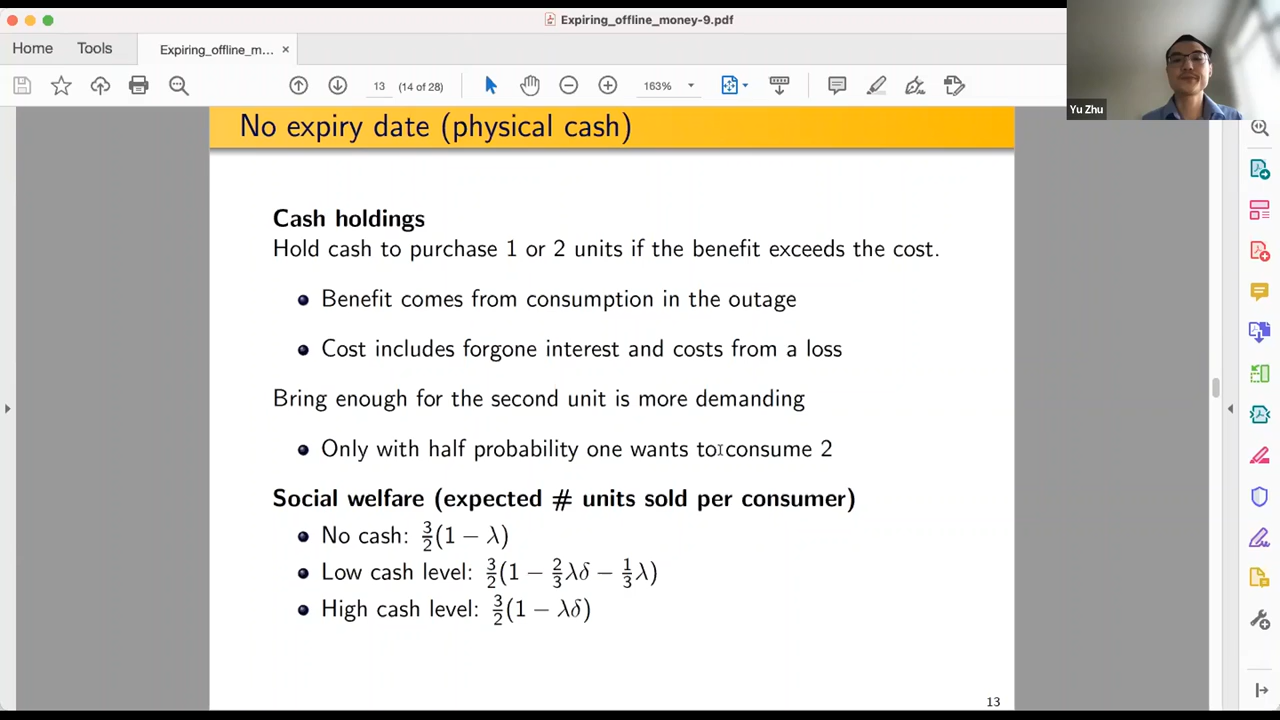 Expiring_offline_money-9.pdf
Home Tools Expiring_offline_m... ×
13 (14 of 28) 163%
Yu Zhu
No expiry date (physical cash)
Cash holdings
Hold cash to purchase 1 or 2 units if the benefit exceeds the cost.
Benefit comes from consumption in the outage
Cost includes forgone interest and costs from a loss
Bring enough for the second unit is more demanding
Only with half probability one wants to consume 2
Social welfare (expected # units sold per consumer)
No cash: 3/2(1 − λ)
Low cash level: 3/2(1 − 2/3λδ − 1/3λ)
High cash level: 3/2(1 − λδ)
13